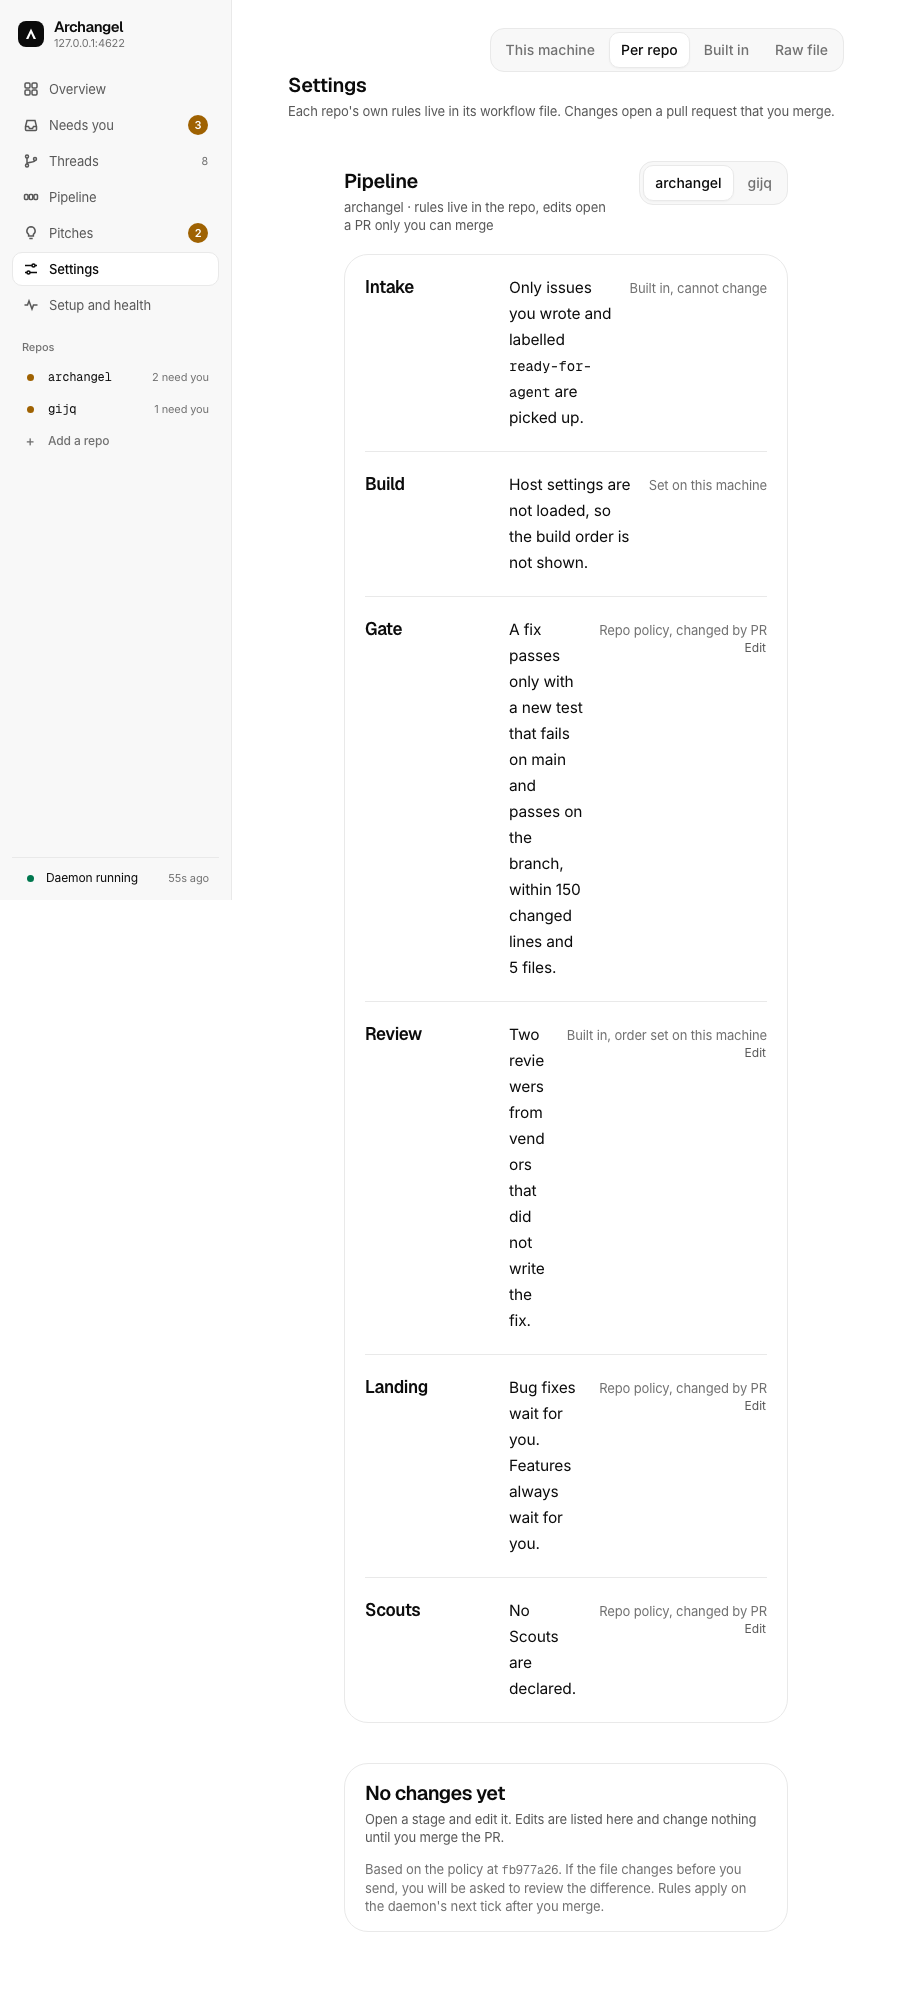 Archangel
127.0.0.1:4622
Overview
Needs you 3
Threads 8
Pipeline
Pitches 2
Settings
Setup and health
Repos
archangel 2 need you
gijq 1 need you
+ Add a repo
Daemon running 55s ago
This machine Per repo Built in Raw file
Settings
Each repo's own rules live in its workflow file. Changes open a pull request that you merge.
Pipeline
archangel gijq
archangel · rules live in the repo, edits open
a PR only you can merge
Intake
Only issues
you wrote and
labelled
ready-for-
agent are
picked up.
Built in, cannot change
Build
Host settings are
not loaded, so
the build order is
not shown.
Set on this machine
Gate
A fix
passes
only with
a new test
that fails
on main
and
passes on
the
branch,
within 150
changed
lines and
5 files.
Repo policy, changed by PR
Edit
Review
Two
revie
wers
from
vend
ors
that
did
not
write
the
fix.
Built in, order set on this machine
Edit
Landing
Bug fixes
wait for
you.
Features
always
wait for
you.
Repo policy, changed by PR
Edit
Scouts
No
Scouts
are
declared.
Repo policy, changed by PR
Edit
No changes yet
Open a stage and edit it. Edits are listed here and change nothing
until you merge the PR.
Based on the policy at fb977a26. If the file changes before you
send, you will be asked to review the difference. Rules apply on
the daemon's next tick after you merge.